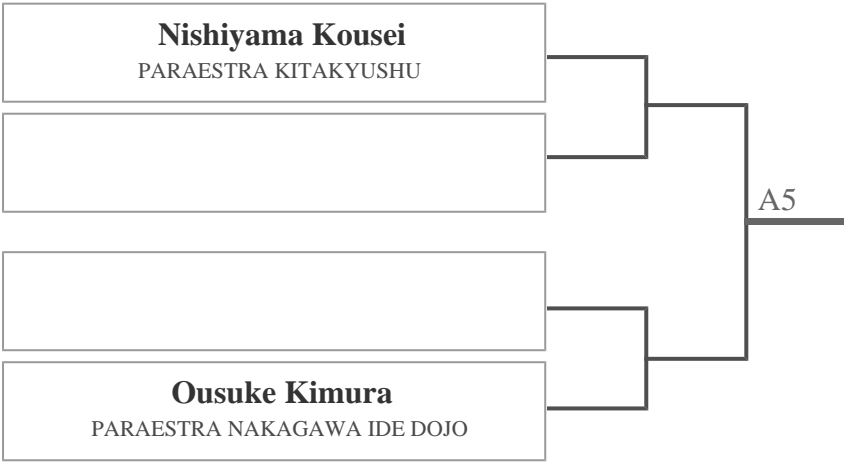 Nishiyama Kousei
PARAESTRA KITAKYUSHU
A5
Ousuke Kimura
PARAESTRA NAKAGAWA IDE DOJO